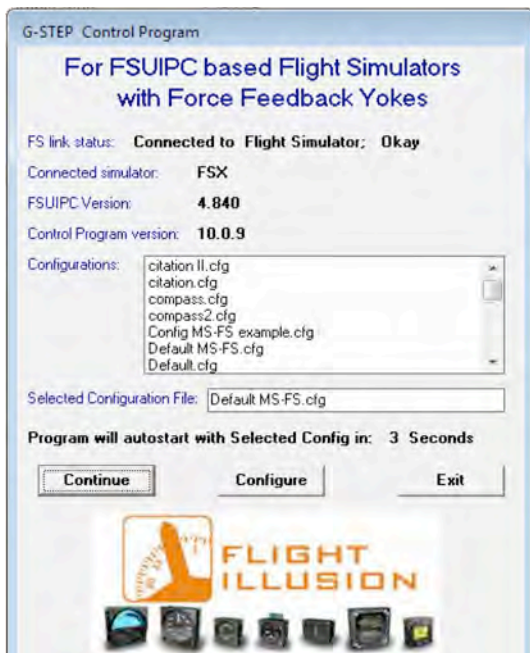 G-STEP Control Program
For FSUIPC based Flight Simulators
with Force Feedback Yokes
FS link status: Connected to Flight Simulator; Okay
Connected simulator: FSX
FSUIPC Version: 4.840
Control Program version: 10.0.9
Configurations:
citation II.cfg
citation.cfg
compass.cfg
compass2.cfg
Config MS-FS example.cfg
Default MS-FS.cfg
Default.cfg
Selected Configuration File: Default MS-FS.cfg
Program will autostart with Selected Config in: 3 Seconds
Continue Configure Exit
FLIGHT
ILLUSION